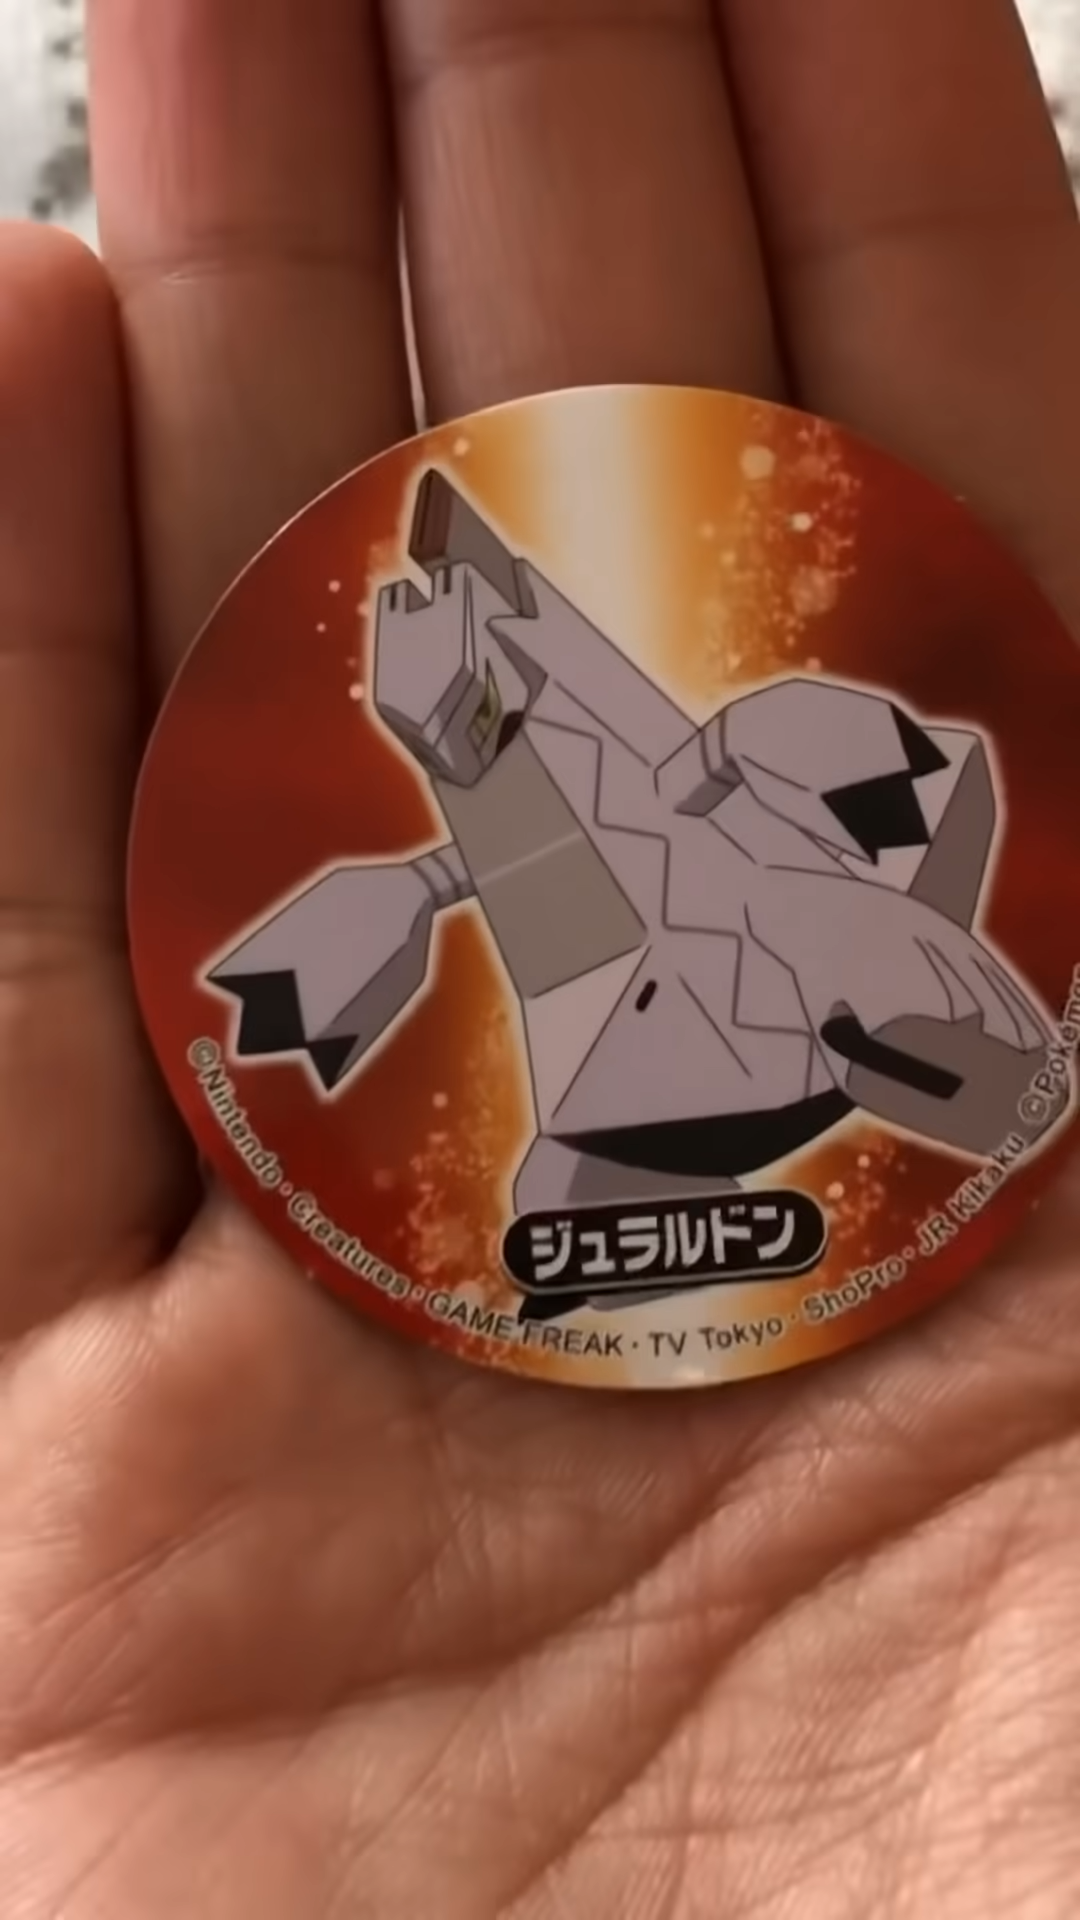 ジュラルドン
©Nintendo・Creatures・GAME FREAK・TV Tokyo・ShoPro・JR Kikaku ©Pokémon